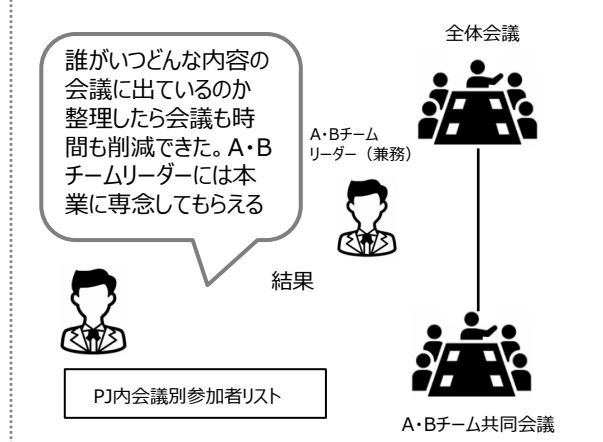 全体会議
誰がいつどんな内容の
会議に出ているのか
整理したら会議も時
間も削減できた。A・B
チームリーダーには本
業に専念してもらえる
A・Bチーム
リーダー（兼務）
結果
PJ内会議別参加者リスト
A・Bチーム共同会議